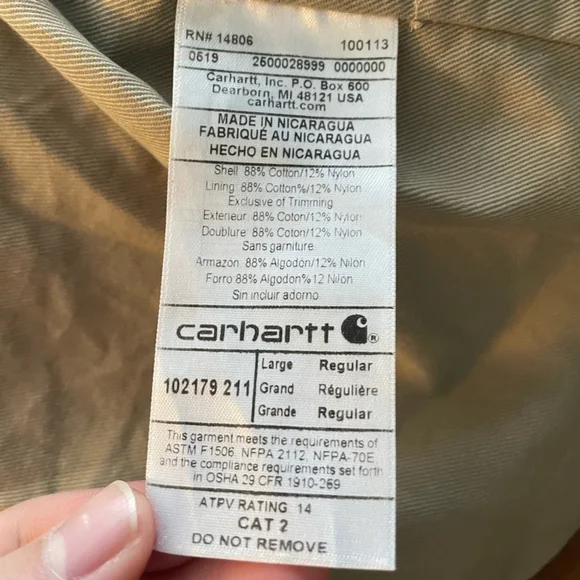 RN# 14806 100113
0519 2500028999 0000000
Carhartt, Inc. P.O. Box 600
Dearborn, MI 48121 USA
carhartt.com
MADE IN NICARAGUA
FABRIQUÉ AU NICARAGUA
HECHO EN NICARAGUA
Shell 88% Cotton/12% Nylon
Lining 88% Cotton%/12% Nylon
Exclusive of Trimming
Exterieur 88% Coton/12% Nylon
Doublure 88% Coton/12% Nylon
Sans garniture.
Armazon 88% Algodón/12% Nilón
Forro 88% Algodon% 12 Nilón
Sin incluir adorno
carhartt ®
102179 211
Large Regular
Grand Régulière
Grande Regular
This garment meets the requirements of
ASTM F1506, NFPA 2112, NFPA-70E
and the compliance requirements set forth
in OSHA 29 CFR 1910-269
ATPV RATING 14
CAT 2
DO NOT REMOVE